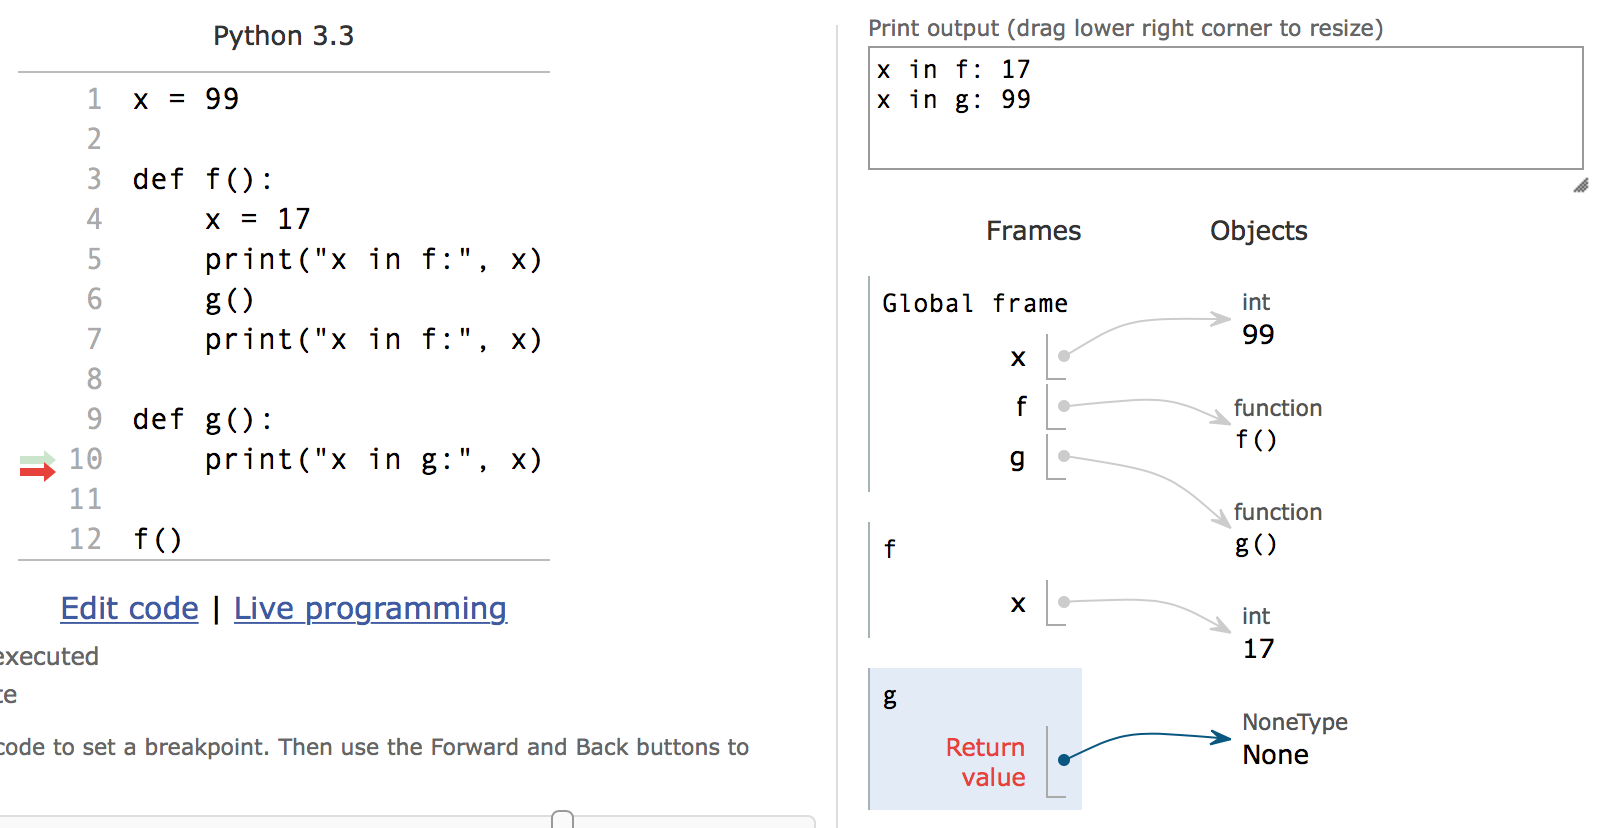 Python 3.3
1 x = 99
2
3 def f():
4     x = 17
5     print("x in f:", x)
6     g()
7     print("x in f:", x)
8
9 def g():
10     print("x in g:", x)
11
12 f()
Edit code | Live programming
executed
te
code to set a breakpoint. Then use the Forward and Back buttons to
Print output (drag lower right corner to resize)
x in f: 17
x in g: 99
Frames Objects
Global frame
x
f
g
int
99
function
f()
function
g()
f
x
int
17
g
Return
value
NoneType
None